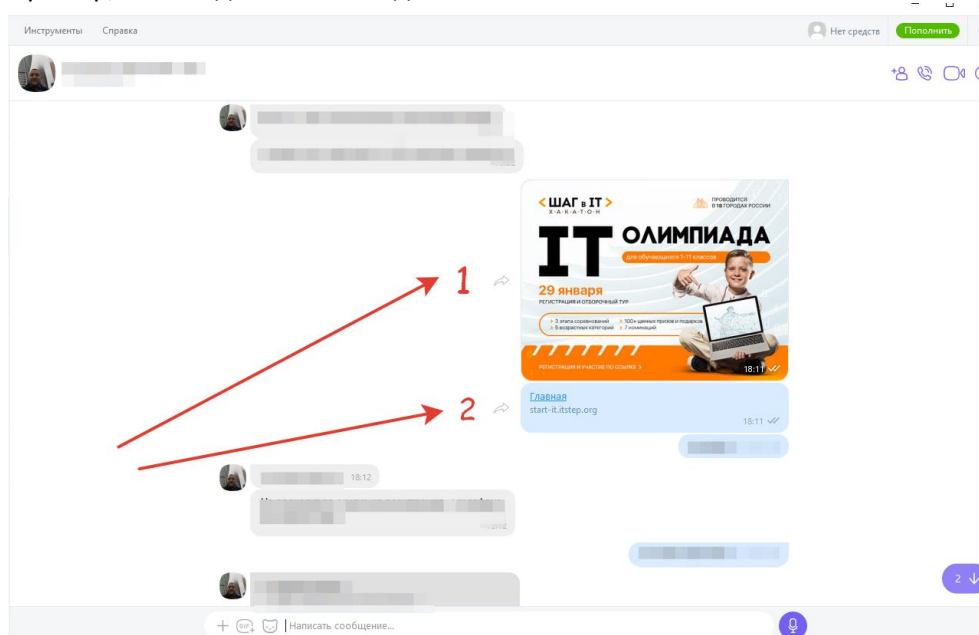 Инструменты Справка Нет средств Пополнить
ШАГ в IT
Х-А-К-А-Т-О-Н
ПРОВОДИТСЯ
В 18 ГОРОДАХ РОССИИ
IT ОЛИМПИАДА
для обучающихся 1-11 классов
29 января
РЕГИСТРАЦИЯ И ОТБОРОЧНЫЙ ТУР
3 этапа соревнований
100+ ценных призов и подарков
6 возрастных категорий
7 номинаций
РЕГИСТРАЦИЯ И УЧАСТИЕ ПО ССЫЛКЕ >
18:11
1
Главная
start-it.itstep.org
18:11
2
18:12
2
GIF
Написать сообщение...